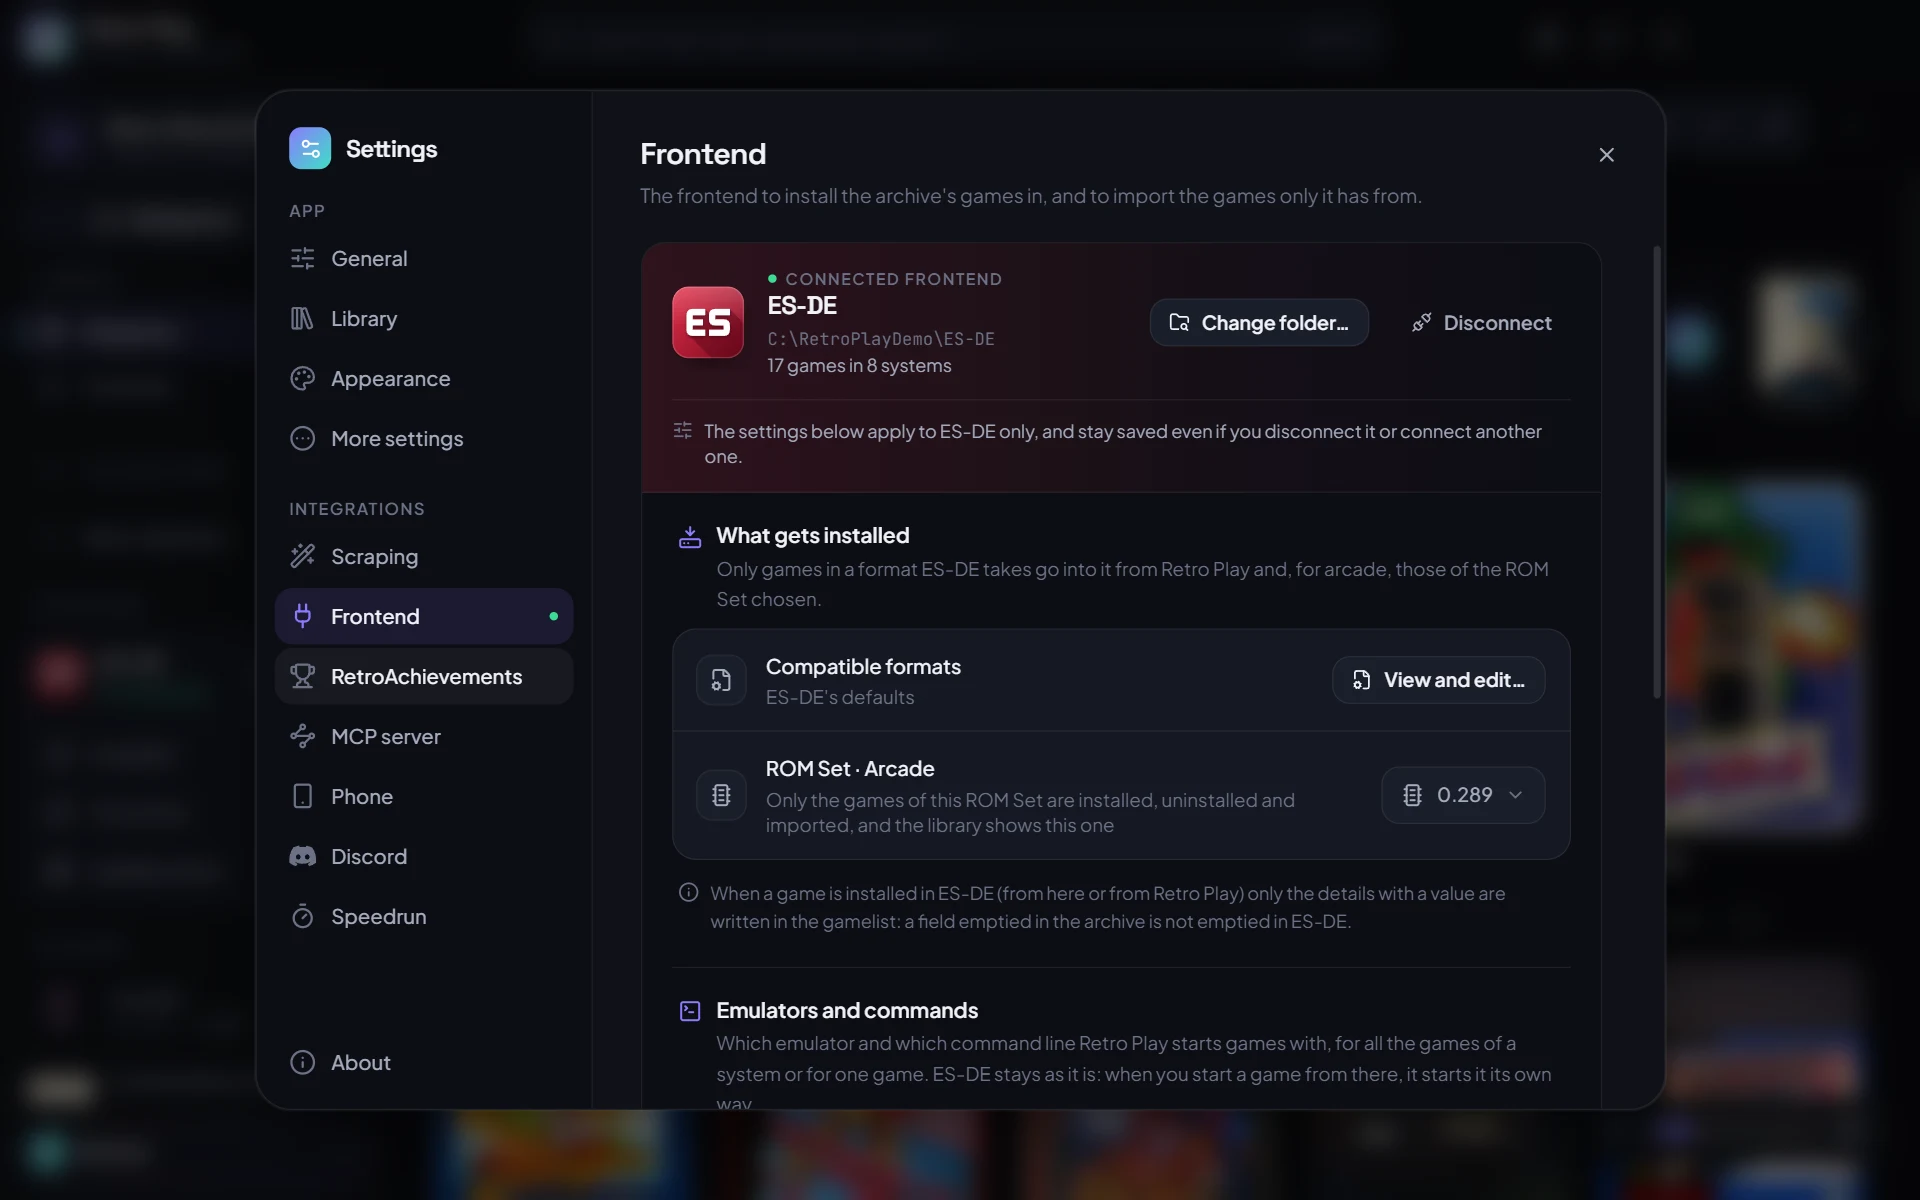 Settings
APP
General
Library
Appearance
More settings
INTEGRATIONS
Scraping
Frontend
RetroAchievements
MCP server
Phone
Discord
Speedrun
About
Frontend
The frontend to install the archive's games in, and to import the games only it has from.
ES
CONNECTED FRONTEND
ES-DE
C:\RetroPlayDemo\ES-DE
17 games in 8 systems
Change folder...
Disconnect
The settings below apply to ES-DE only, and stay saved even if you disconnect it or connect another
one.
What gets installed
Only games in a format ES-DE takes go into it from Retro Play and, for arcade, those of the ROM
Set chosen.
Compatible formats
ES-DE's defaults
View and edit...
ROM Set · Arcade
Only the games of this ROM Set are installed, uninstalled and
imported, and the library shows this one
0.289
When a game is installed in ES-DE (from here or from Retro Play) only the details with a value are
written in the gamelist: a field emptied in the archive is not emptied in ES-DE.
Emulators and commands
Which emulator and which command line Retro Play starts games with, for all the games of a
system or for one game. ES-DE stays as it is: when you start a game from there, it starts it its own
way.